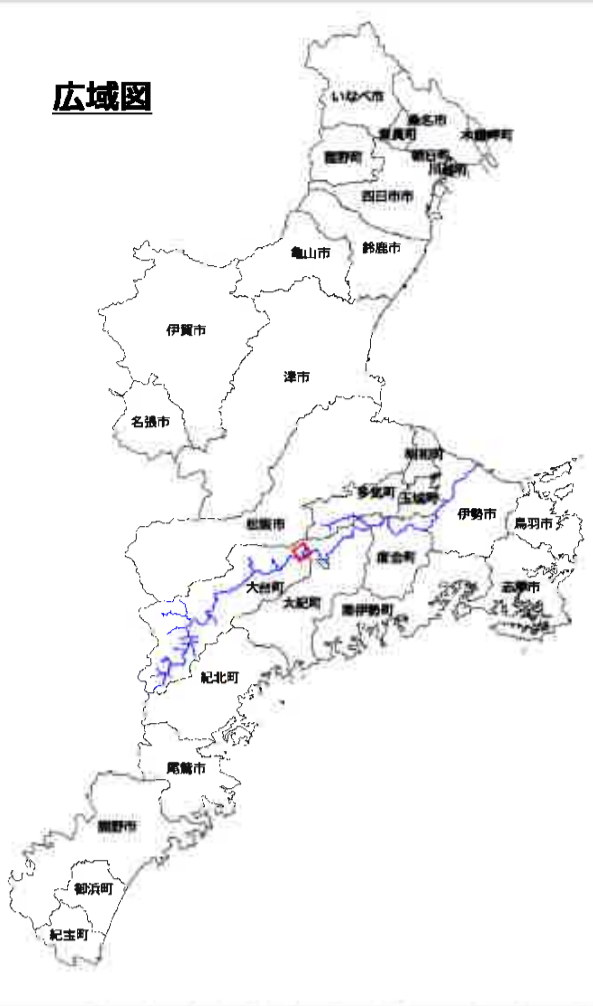 広域図
いなべ市
桑名市
東員町
木曽岬町
朝日町
川越町
菰野町
四日市市
亀山市
鈴鹿市
伊賀市
津市
名張市
明和町
多気町
玉城町
松阪市
伊勢市
鳥羽市
度会町
大台町
志摩市
大紀町
南伊勢町
紀北町
尾鷲市
熊野市
御浜町
紀宝町